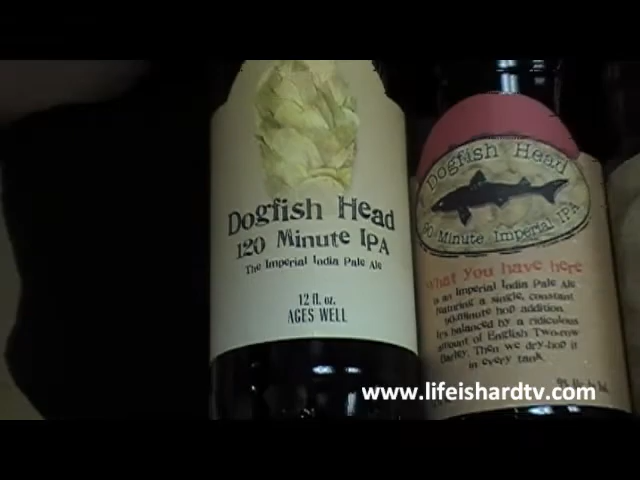 Dogfish Head
120 Minute IPA
The Imperial India Pale Ale
12 fl. oz.
AGES WELL
Dogfish Head
90 Minute Imperial IPA
What you have here
is an Imperial India Pale Ale
featuring a single, constant
90-minute hop addition.
It's balanced by a ridiculous
amount of English Two-row
Barley. Then we dry-hop it
in every tank.
www.lifeishardtv.com